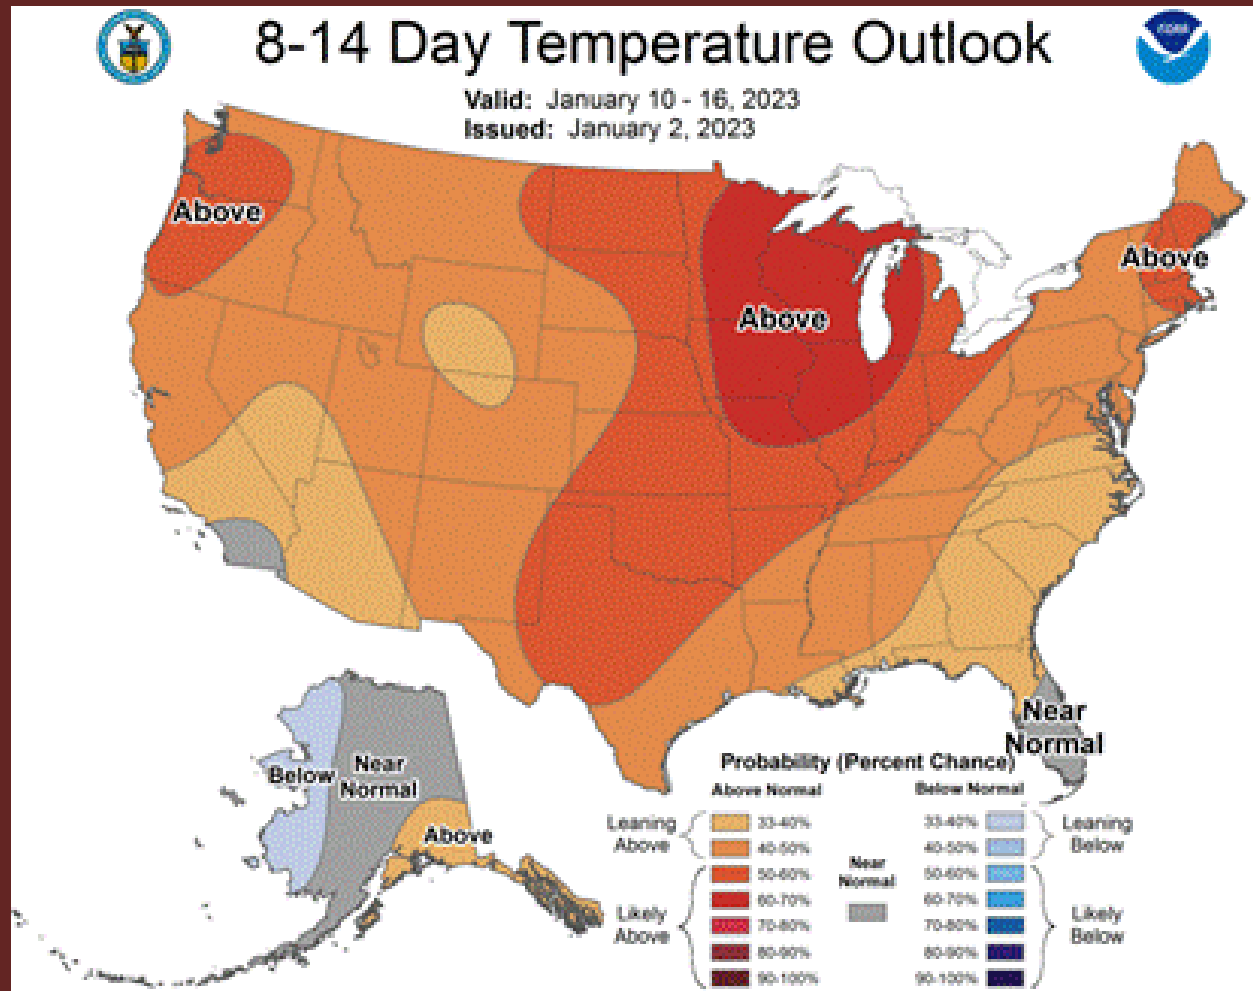 8-14 Day Temperature Outlook
Valid: January 10 - 16, 2023
Issued: January 2, 2023
Above
Above
Above
Near
Normal
Below
Near
Normal
Above
Probability (Percent Chance)
Above Normal
Below Normal
Leaning
Above
33-40%
40-50%
Likely
Above
50-60%
60-70%
70-80%
80-90%
90-100%
Near
Normal
33-40%
40-50%
Leaning
Below
50-60%
60-70%
70-80%
80-90%
90-100%
Likely
Below